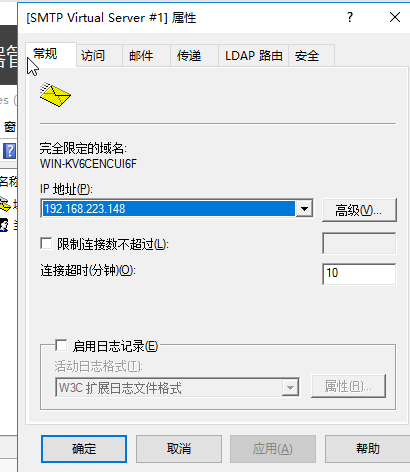 [SMTP Virtual Server #1] 属性
常规 访问 邮件 传递 LDAP 路由 安全
完全限定的域名:
WIN-KV6CENCUI6F
IP 地址(P):
192.168.223.148 高级(V)...
限制连接数不超过(L):
连接超时(分钟)(O): 10
启用日志记录(E)
活动日志格式(T):
W3C 扩展日志文件格式 属性(R)...
确定 取消 应用(A) 帮助